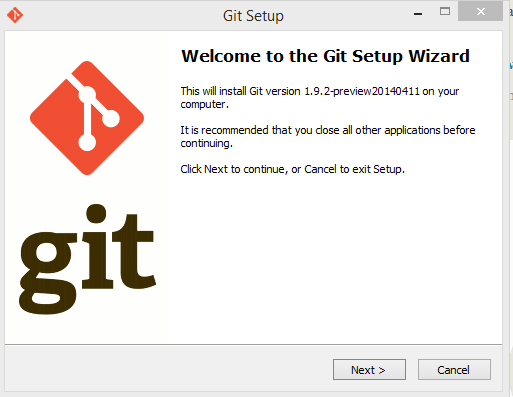 Git Setup
Welcome to the Git Setup Wizard
This will install Git version 1.9.2-preview20140411 on your
computer.
It is recommended that you close all other applications before
continuing.
Click Next to continue, or Cancel to exit Setup.
git
Next >
Cancel